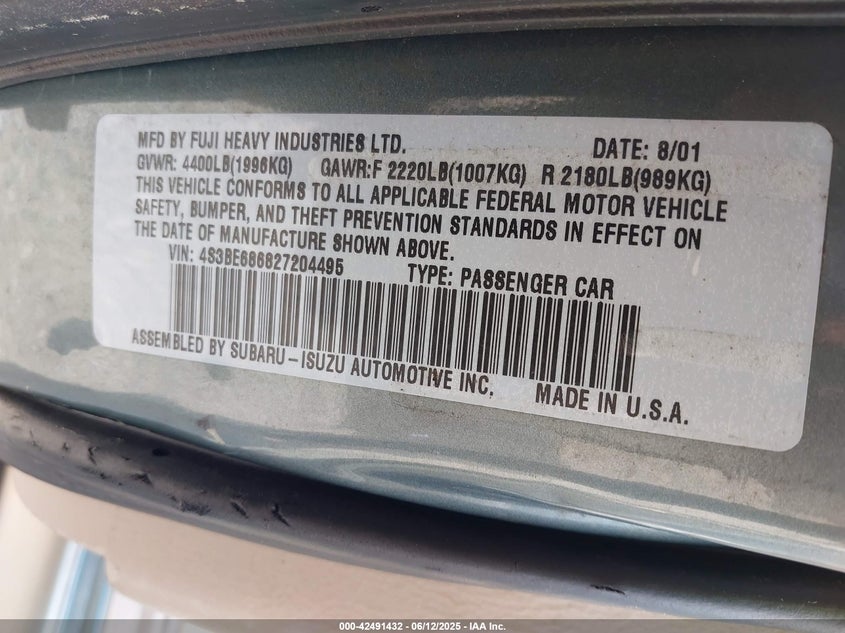 MFD BY FUJI HEAVY INDUSTRIES LTD. DATE: 8/01
GVWR: 4400LB(1996KG) GAWR:F 2220LB(1007KG) R 2180LB(989KG)
THIS VEHICLE CONFORMS TO ALL APPLICABLE FEDERAL MOTOR VEHICLE
SAFETY, BUMPER, AND THEFT PREVENTION STANDARDS IN EFFECT ON
THE DATE OF MANUFACTURE SHOWN ABOVE.
VIN: 4S3BE686827204495 TYPE: PASSENGER CAR
ASSEMBLED BY SUBARU-ISUZU AUTOMOTIVE INC. MADE IN U.S.A.
000-42491432 - 06/12/2025 - IAA Inc.